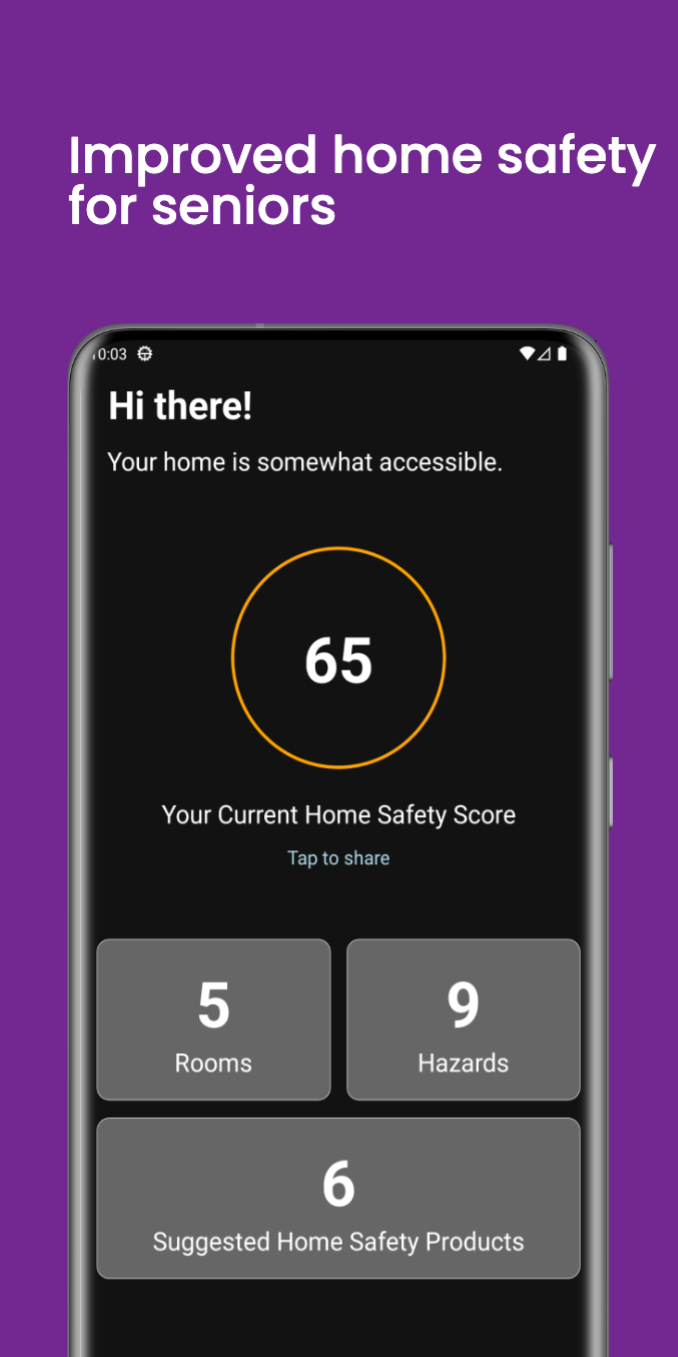 Improved home safety
for seniors
0:03
Hi there!
Your home is somewhat accessible.
65
Your Current Home Safety Score
Tap to share
5
9
Rooms
Hazards
6
Suggested Home Safety Products